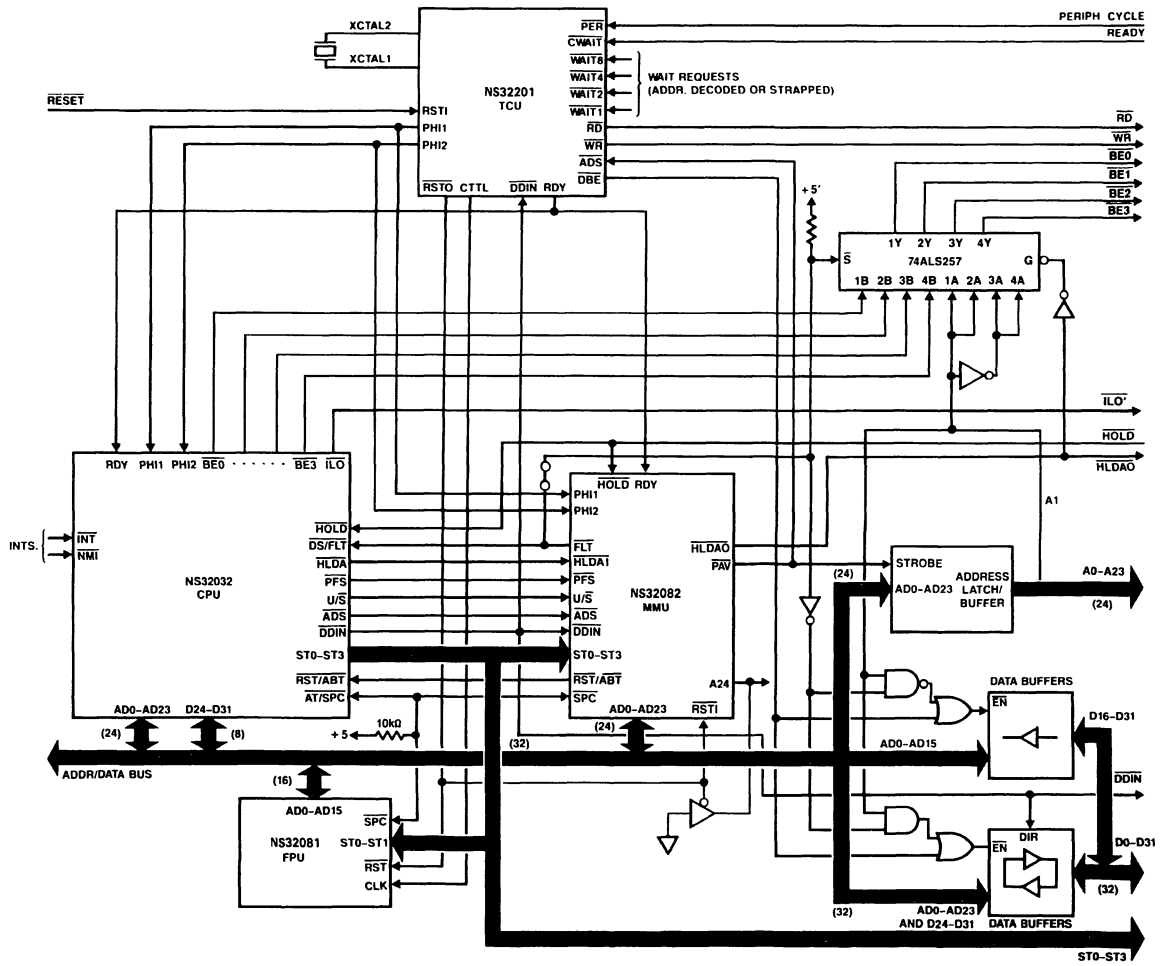 XCTAL2
XCTAL1
NS32201
TCU
RSTI
PHI1
PHI2
RSTO CTTL DDIN RDY
PER
CWAIT
WAIT8
WAIT4
WAIT2
WAIT1
RD
WR
ADS
DBE
WAIT REQUESTS
(ADDR. DECODED OR STRAPPED)
PERIPH CYCLE
READY
RESET
RD
WR
BE0
BE1
BE2
BE3
+5'
1Y 2Y 3Y 4Y
S 74ALS257 G
1B 2B 3B 4B 1A 2A 3A 4A
ILO'
HOLD
HLDAO
A1
RDY PHI1 PHI2 BE0 BE3 ILO
INTS.
INT
NMI
NS32032
CPU
HOLD
DS/FLT
HLDA
PFS
U/S
ADS
DDIN
ST0–ST3
RST/ABT
AT/SPC
AD0–AD23 D24–D31
(24) (8)
HOLD RDY
PHI1
PHI2
FLT
HLDA1
PFS
U/S
ADS
DDIN
ST0–ST3
RST/ABT
SPC
NS32082
MMU
HLDAO
PAV
A24
RSTI
AD0–AD23
(24)
STROBE
AD0–AD23
ADDRESS
LATCH/
BUFFER
(24)
A0–A23
(24)
10kΩ
+5
(32)
ADDR/DATA BUS
(16)
AD0–AD15
NS32081
FPU
SPC
ST0–ST1
RST
CLK
DATA BUFFERS
EN
AD0–AD15
D16–D31
DDIN
DIR
EN
D0–D31
(32)
(32)
AD0–AD23
AND D24–D31
DATA BUFFERS
ST0–ST3